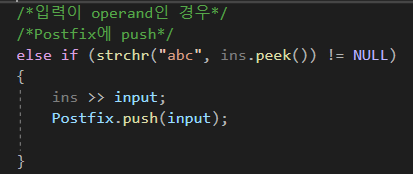 /*입력이 operand인 경우*/
/*Postfix에 push*/
else if (strchr("abc", ins.peek()) != NULL)
{
ins >> input;
Postfix.push(input);
}